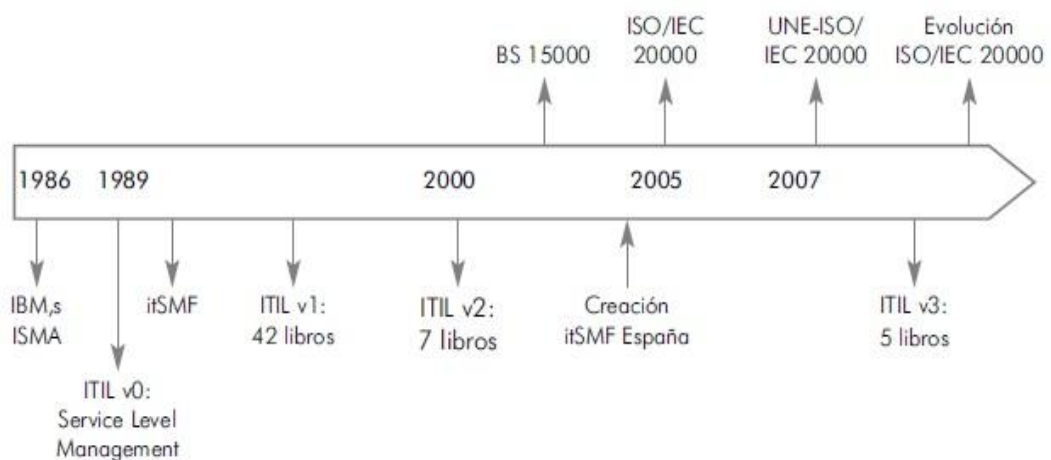 BS 15000
ISO/IEC
20000
UNE-ISO/
IEC 20000
Evolución
ISO/IEC 20000
1986
1989
2000
2005
2007
IBM,s
ISMA
ITIL v0:
Service Level
Management
itSMF
ITIL v1:
42 libros
ITIL v2:
7 libros
Creación
itSMF España
ITIL v3:
5 libros